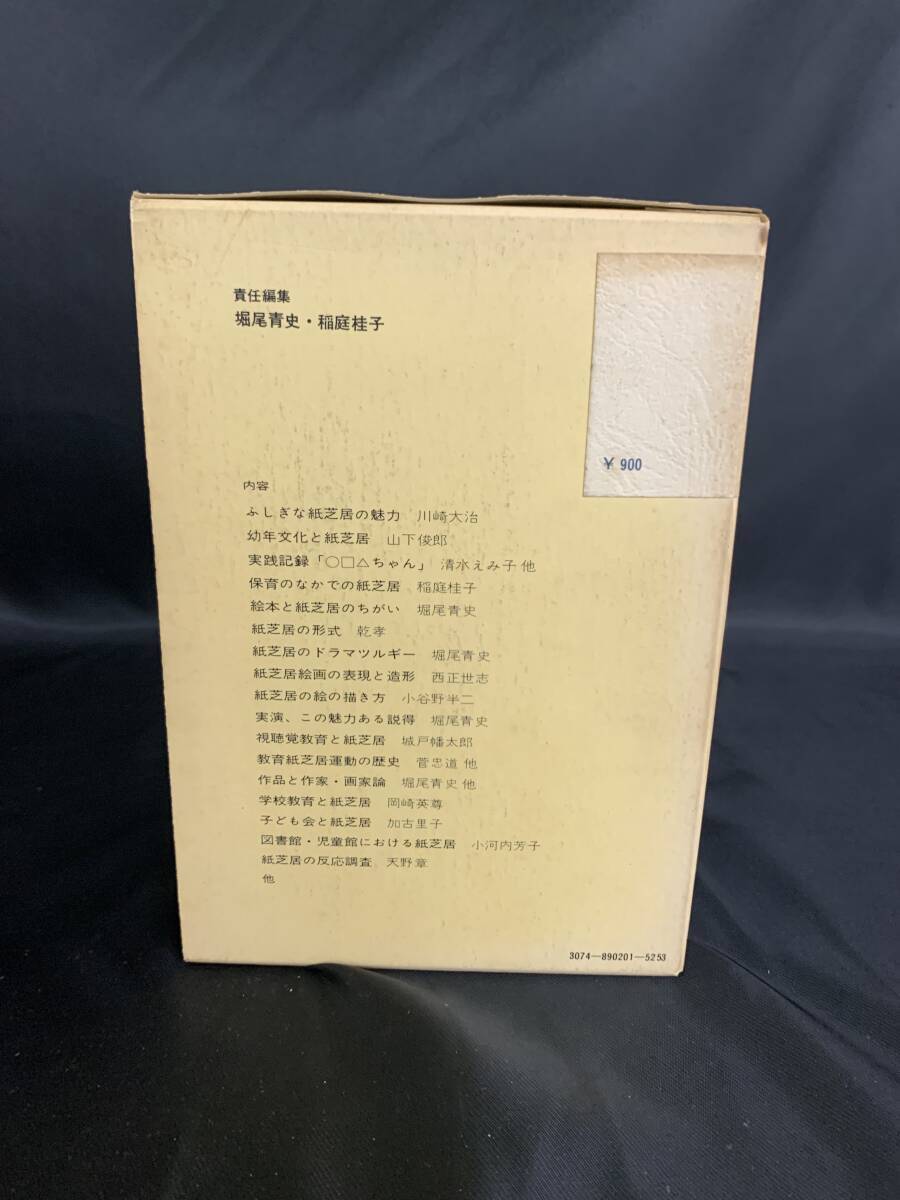 責任編集
堀尾青史・稲庭桂子
¥ 900
内容
ふしぎな紙芝居の魅力 川崎大治
幼年文化と紙芝居 山下俊郎
実践記録「○□△ちゃん」 清水えみ子 他
保育のなかでの紙芝居 稲庭桂子
絵本と紙芝居のちがい 堀尾青史
紙芝居の形式 乾孝
紙芝居のドラマツルギー 堀尾青史
紙芝居絵画の表現と造形 西正世志
紙芝居の絵の描き方 小谷野半二
実演、この魅力ある説得 堀尾青史
視聴覚教育と紙芝居 城戸幡太郎
教育紙芝居運動の歴史 菅忠道 他
作品と作家・画家論 堀尾青史 他
学校教育と紙芝居 岡崎英尊
子ども会と紙芝居 加古里子
図書館・児童館における紙芝居 小河内芳子
紙芝居の反応調査 天野章
他
3074—890201—5253